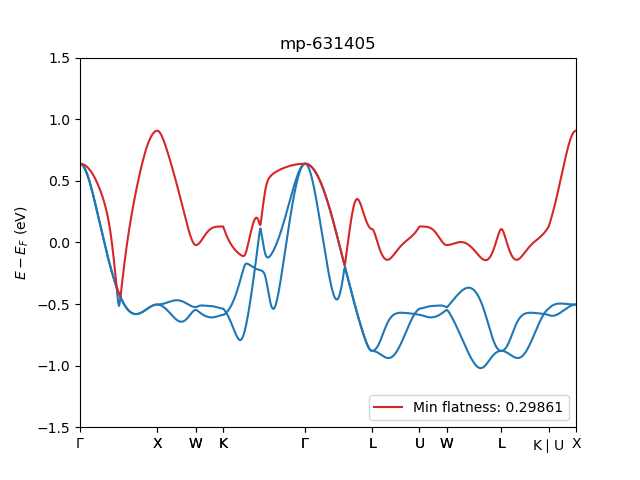 mp-631405
E − E_F (eV)
1.5
1.0
0.5
0.0
−0.5
−1.0
−1.5
Min flatness: 0.29861
Γ X W K Γ L U W L K | U X